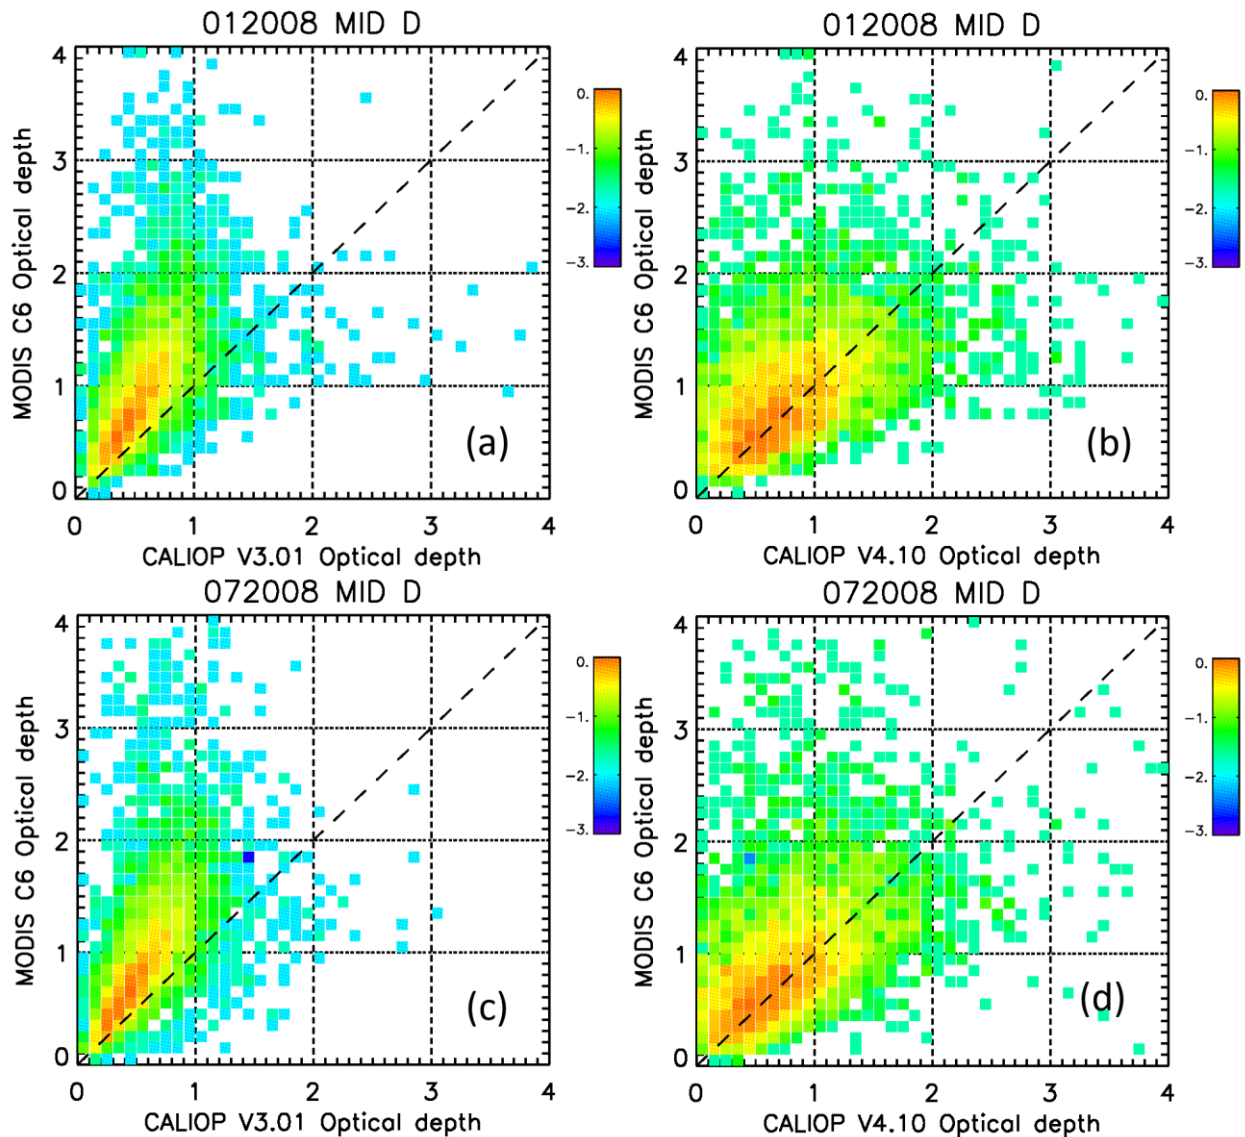 012008 MID D
4
3
2
1
0
MODIS C6 Optical depth
0 1 2 3 4
CALIOP V3.01 Optical depth
(a)
0.
-1.
-2.
-3.
012008 MID D
4
3
2
1
0
MODIS C6 Optical depth
0 1 2 3 4
CALIOP V4.10 Optical depth
(b)
0.
-1.
-2.
-3.
072008 MID D
4
3
2
1
0
MODIS C6 Optical depth
0 1 2 3 4
CALIOP V3.01 Optical depth
(c)
0.
-1.
-2.
-3.
072008 MID D
4
3
2
1
0
MODIS C6 Optical depth
0 1 2 3 4
CALIOP V4.10 Optical depth
(d)
0.
-1.
-2.
-3.